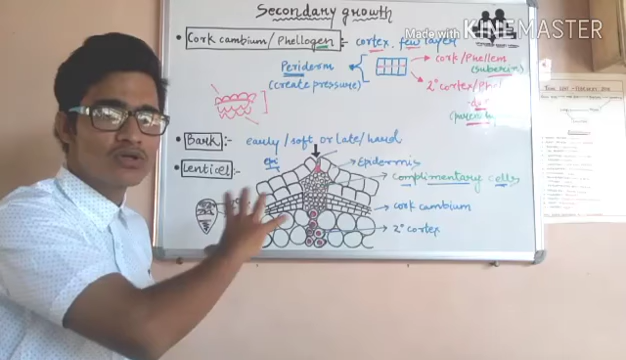 Secondary growth
Made with KINEMASTER
• Cork cambium/Phellogen :- cortex few layer
Periderm
(create pressure)
cork/Phellem
(suberin)
2° cortex/
• Bark :- early/soft or late/hard
• Lenticel :-
epi
Epidermis
complimentary cells
cork cambium
2° cortex